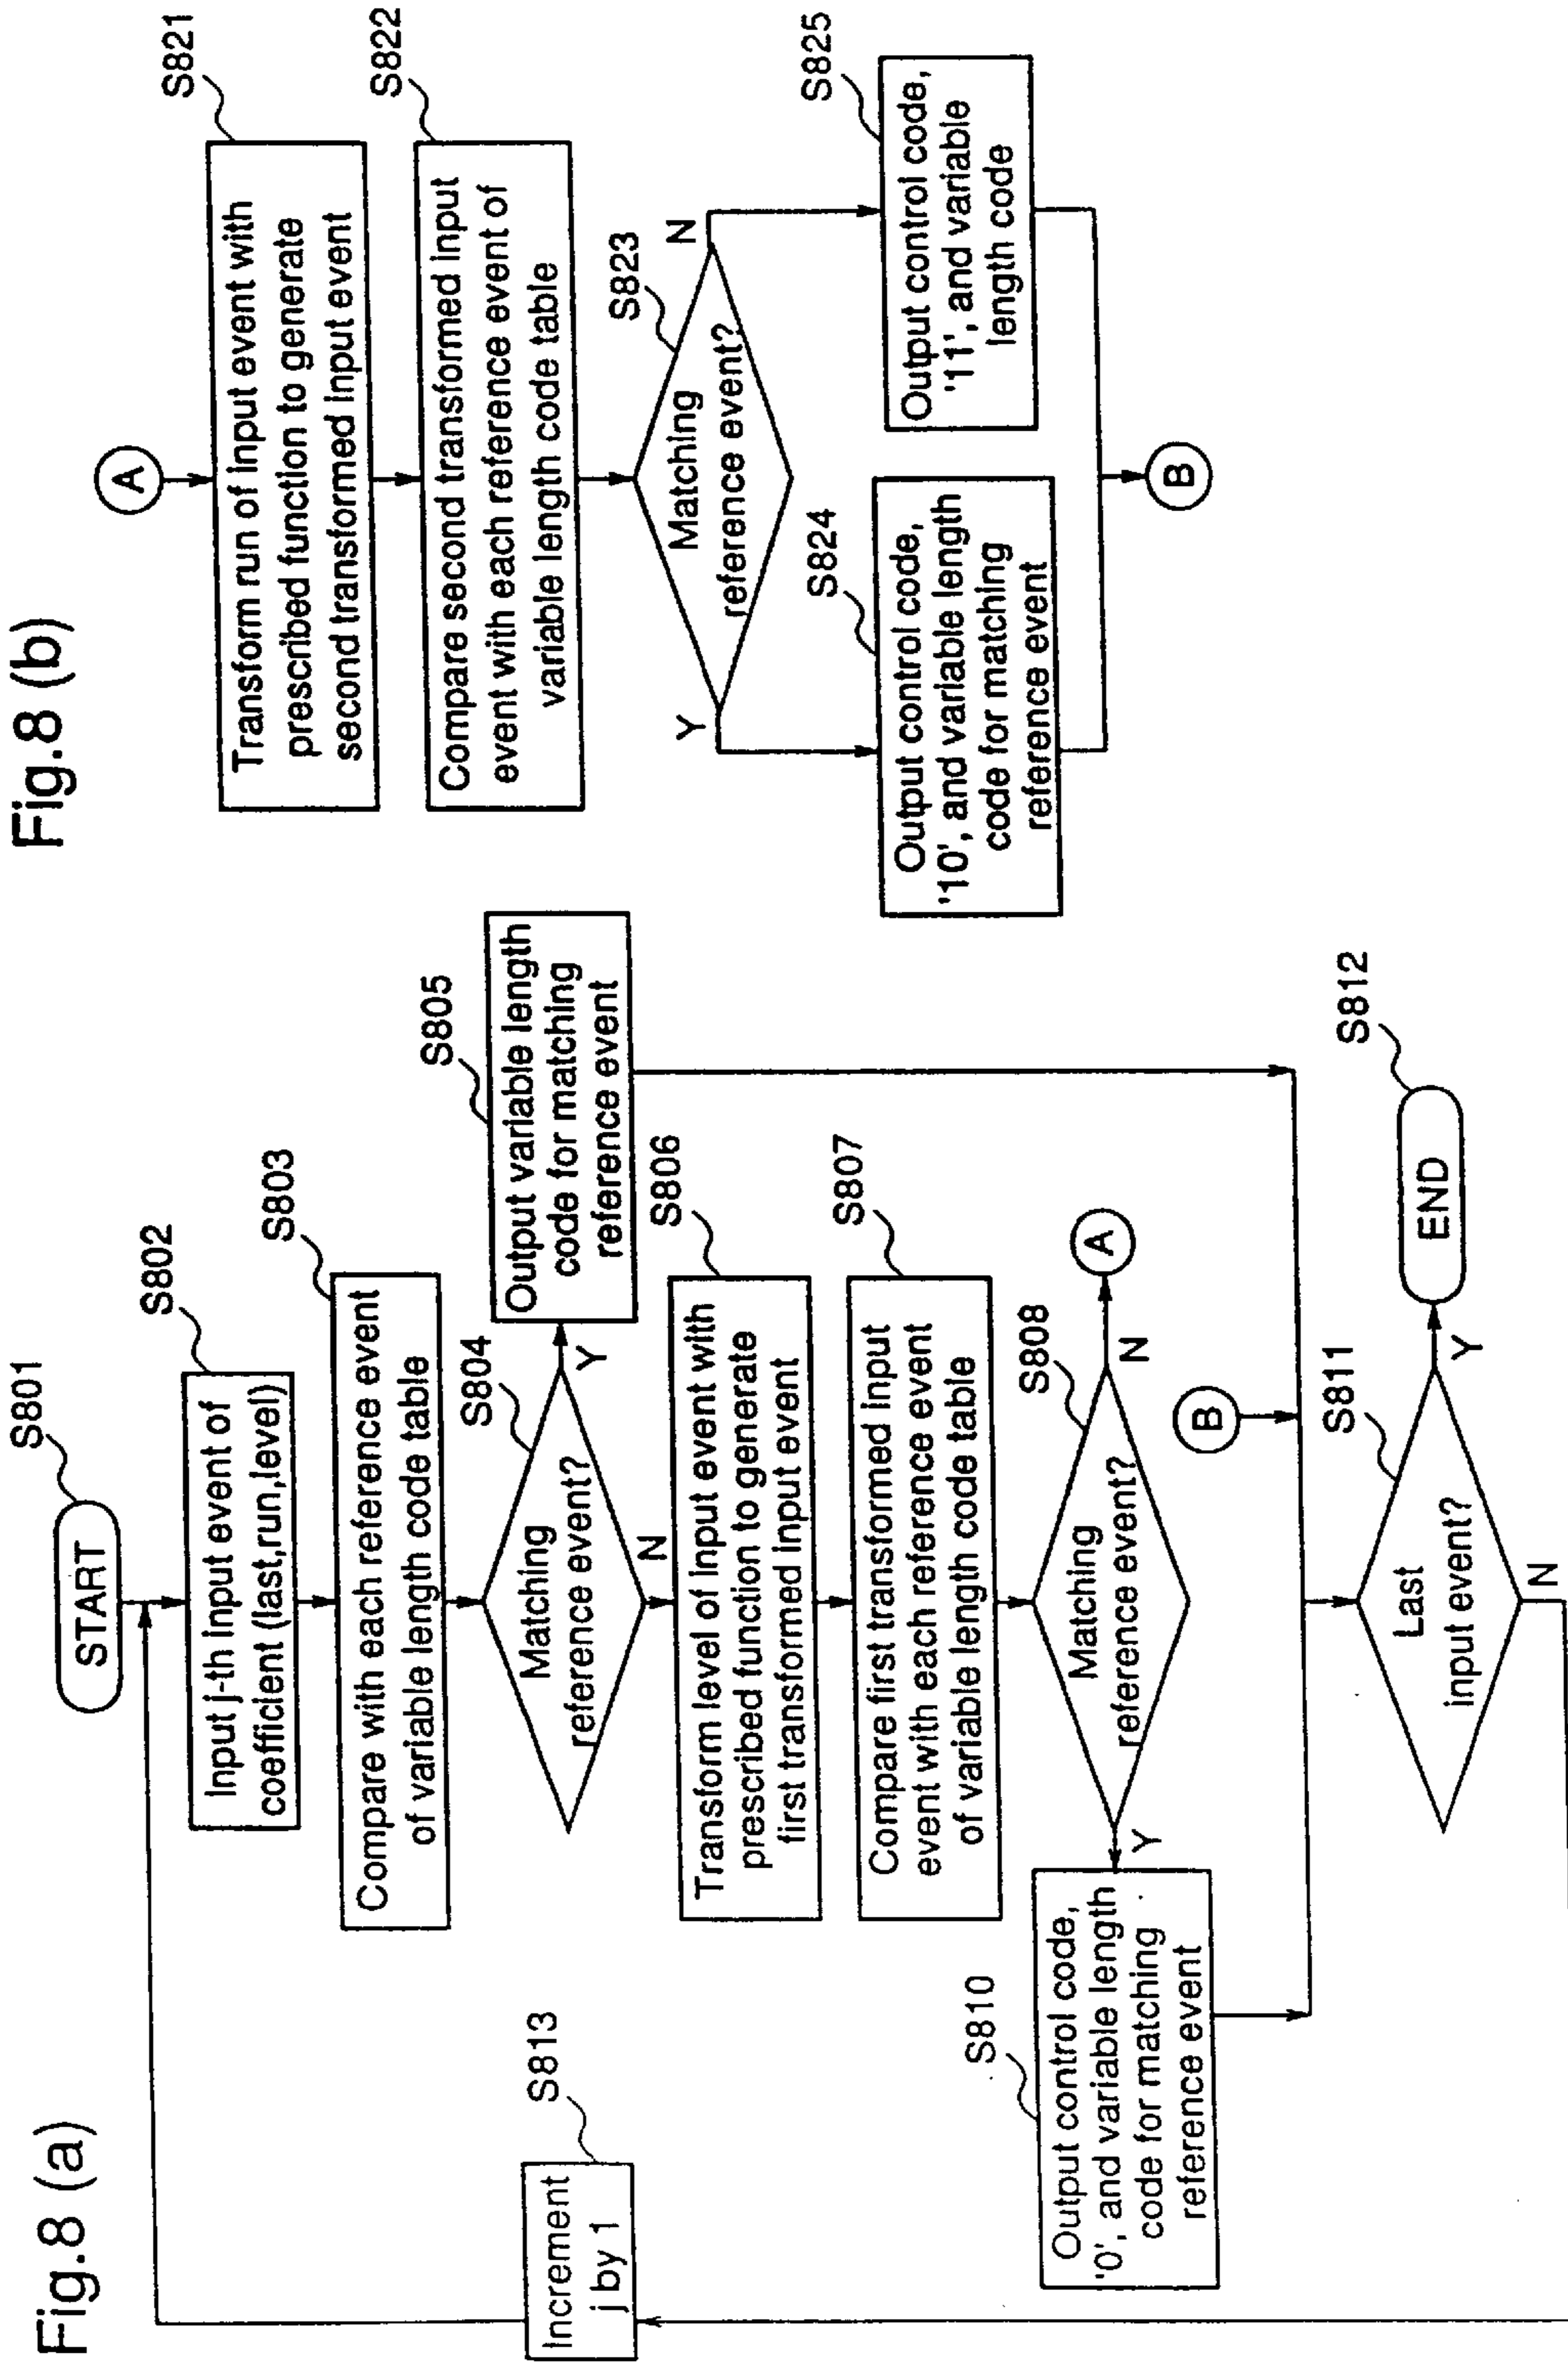 Fig.8 (a)
S801
START
S802
Input j-th input event of
coefficient (last,run,level)
S803
Compare with each reference event
of variable length code table
S804
Matching
reference event?
Y
N
S805
Output variable length
code for matching
reference event
S806
Transform level of input event with
prescribed function to generate
first transformed input event
S807
Compare first transformed input
event with each reference event
of variable length code table
S808
Matching
reference event?
N
A
Y
S810
Output control code,
'0', and variable length
code for matching
reference event
B
S811
Last
input event?
Y
S812
END
N
S813
Increment
j by 1
Fig.8 (b)
A
S821
Transform run of input event with
prescribed function to generate
second transformed input event
S822
Compare second transformed input
event with each reference event of
variable length code table
S823
Matching
reference event?
Y
N
S824
Output control code,
'10', and variable length
code for matching
reference event
S825
Output control code,
'11', and variable
length code
B